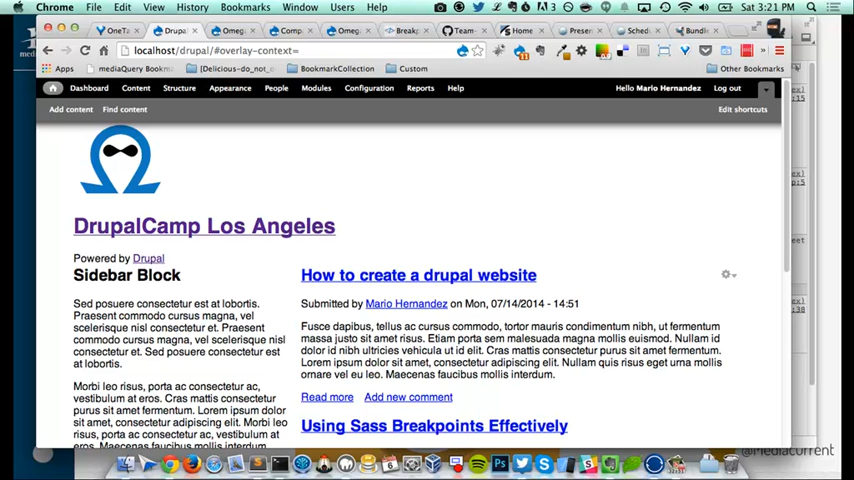 Chrome File Edit View History Bookmarks Window Users Help
Sat 3:21 PM
OneTa
Drupal
Omeg
Comp
Omeg
Breakp
Team-
Home
Presen
Sched
Bundle
localhost/drupal/#overlay-context=
Apps mediaQuery Bookm [Delicious-do_not_ BookmarkCollection Custom Other Bookmarks
Dashboard Content Structure Appearance People Modules Configuration Reports Help Hello Mario Hernandez Log out
Add content Find content Edit shortcuts
DrupalCamp Los Angeles
Powered by Drupal
Sidebar Block
Sed posuere consectetur est at lobortis.
Praesent commodo cursus magna, vel
scelerisque nisl consectetur et. Praesent
commodo cursus magna, vel scelerisque nisl
consectetur et. Sed posuere consectetur est
at lobortis.
Morbi leo risus, porta ac consectetur ac,
vestibulum at eros. Cras mattis consectetur
purus sit amet fermentum. Lorem ipsum dolor
sit amet, consectetur adipiscing elit. Morbi leo
risus, porta ac consectetur ac, vestibulum at
eros. Maecenas faucibus mollis interdum.
How to create a drupal website
Submitted by Mario Hernandez on Mon, 07/14/2014 - 14:51
Fusce dapibus, tellus ac cursus commodo, tortor mauris condimentum nibh, ut fermentum
massa justo sit amet risus. Etiam porta sem malesuada magna mollis euismod. Nullam id
dolor id nibh ultricies vehicula ut id elit. Cras mattis consectetur purus sit amet fermentum.
Lorem ipsum dolor sit amet, consectetur adipiscing elit. Nullam quis risus eget urna mollis
ornare vel eu leo. Maecenas faucibus mollis interdum.
Read more Add new comment
Using Sass Breakpoints Effectively
@Mediacurrent